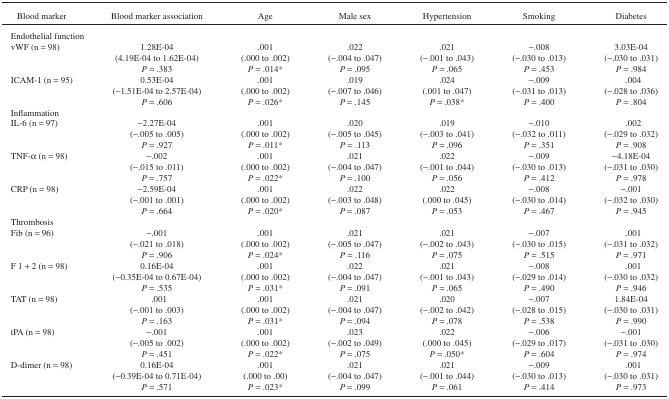 Blood marker Blood marker association Age Male sex Hypertension Smoking Diabetes
Endothelial function
vWF (n = 98) 1.28E-04 .001 .022 .021 −.008 3.03E-04
(4.19E-04 to 1.62E-04) (.000 to .002) (−.004 to .047) (−.001 to .043) (−.030 to .013) (−.030 to .031)
P = .383 P = .014* P = .095 P = .065 P = .453 P = .984
ICAM-1 (n = 95) 0.53E-04 .001 .019 .024 −.009 .004
(−1.51E-04 to 2.57E-04) (.000 to .002) (−.007 to .046) (.001 to .047) (−.031 to .013) (−.028 to .036)
P = .606 P = .026* P = .145 P = .038* P = .400 P = .804
Inflammation
IL-6 (n = 97) −2.27E-04 .001 .020 .019 −.010 .002
(−.005 to .005) (.000 to .002) (−.005 to .045) (−.003 to .041) (−.032 to .011) (−.029 to .032)
P = .927 P = .011* P = .113 P = .096 P = .351 P = .908
TNF-α (n = 98) −.002 .001 .021 .022 −.009 −4.18E-04
(−.015 to .011) (.000 to .002) (−.004 to .047) (−.001 to .044) (−.030 to .013) (−.031 to .030)
P = .757 P = .022* P = .100 P = .056 P = .412 P = .978
CRP (n = 98) −2.59E-04 .001 .022 .022 −.008 −.001
(−.001 to .001) (.000 to .002) (−.003 to .048) (.000 to .045) (−.030 to .014) (−.032 to .030)
P = .664 P = .020* P = .087 P = .053 P = .467 P = .945
Thrombosis
Fib (n = 96) −.001 .001 .021 .021 −.007 .001
(−.021 to .018) (.000 to .002) (−.005 to .047) (−.002 to .043) (−.030 to .015) (−.031 to .032)
P = .906 P = .024* P = .116 P = .075 P = .515 P = .971
F 1 + 2 (n = 98) 0.16E-04 .001 .022 .021 −.008 .001
(−0.35E-04 to 0.67E-04) (.000 to .002) (−.004 to .047) (−.001 to .043) (−.029 to .014) (−.030 to .032)
P = .535 P = .031* P = .091 P = .065 P = .490 P = .946
TAT (n = 98) .001 .001 .021 .020 −.007 1.84E-04
(−.001 to .003) (.000 to .002) (−.004 to .047) (−.002 to .042) (−.028 to .015) (−.030 to .031)
P = .163 P = .031* P = .094 P = .078 P = .538 P = .990
tPA (n = 98) −.001 .001 .023 .022 −.006 −.001
(−.005 to .002) (.000 to .002) (−.002 to .049) (.000 to .045) (−.029 to .017) (−.031 to .030)
P = .451 P = .022* P = .075 P = .050* P = .604 P = .974
D-dimer (n = 98) 0.16E-04 .001 .021 .021 −.009 .001
(−0.39E-04 to 0.71E-04) (.000 to .00) (−.004 to .047) (−.001 to .044) (−.030 to .013) (−.030 to .031)
P = .571 P = .023* P = .099 P = .061 P = .414 P = .973